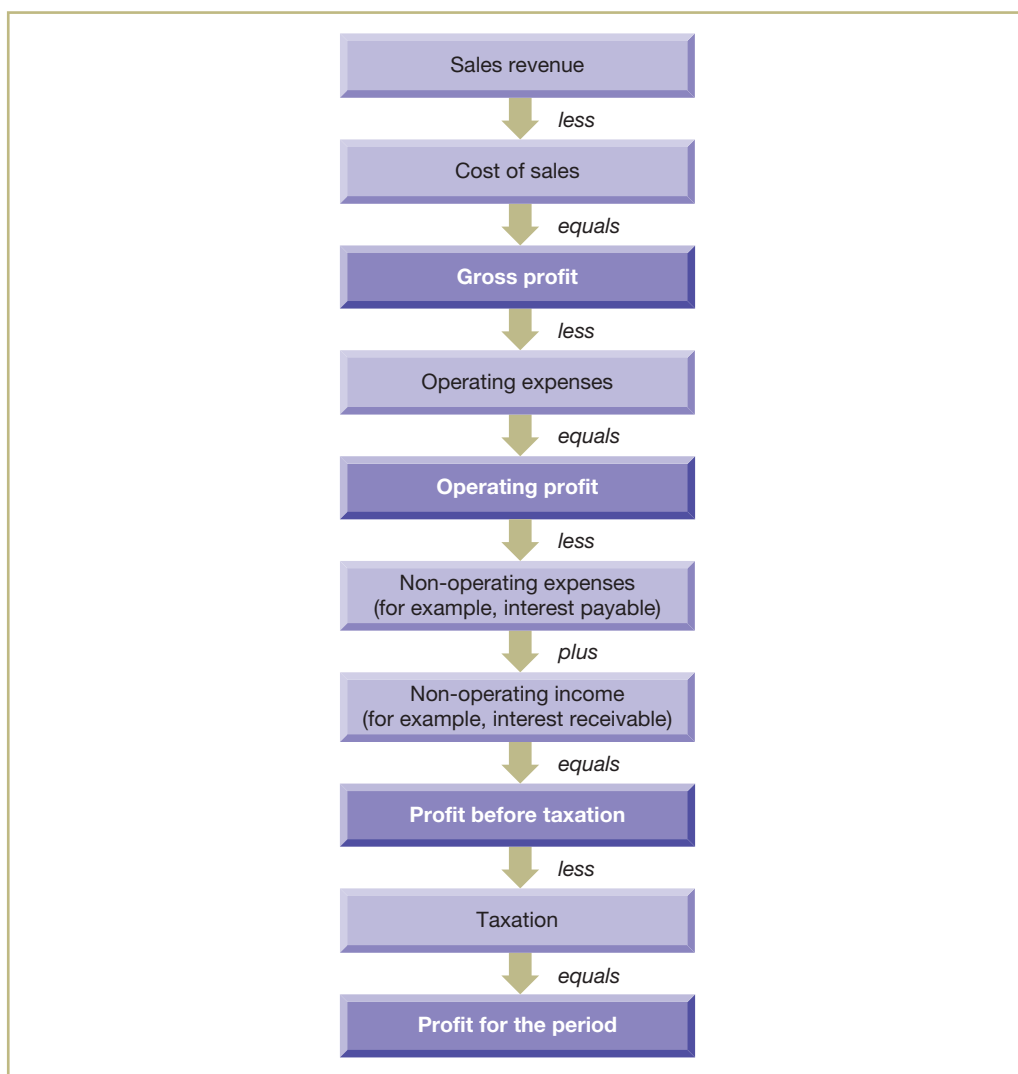 Sales revenue
less
Cost of sales
equals
Gross profit
less
Operating expenses
equals
Operating profit
less
Non-operating expenses
(for example, interest payable)
plus
Non-operating income
(for example, interest receivable)
equals
Profit before taxation
less
Taxation
equals
Profit for the period